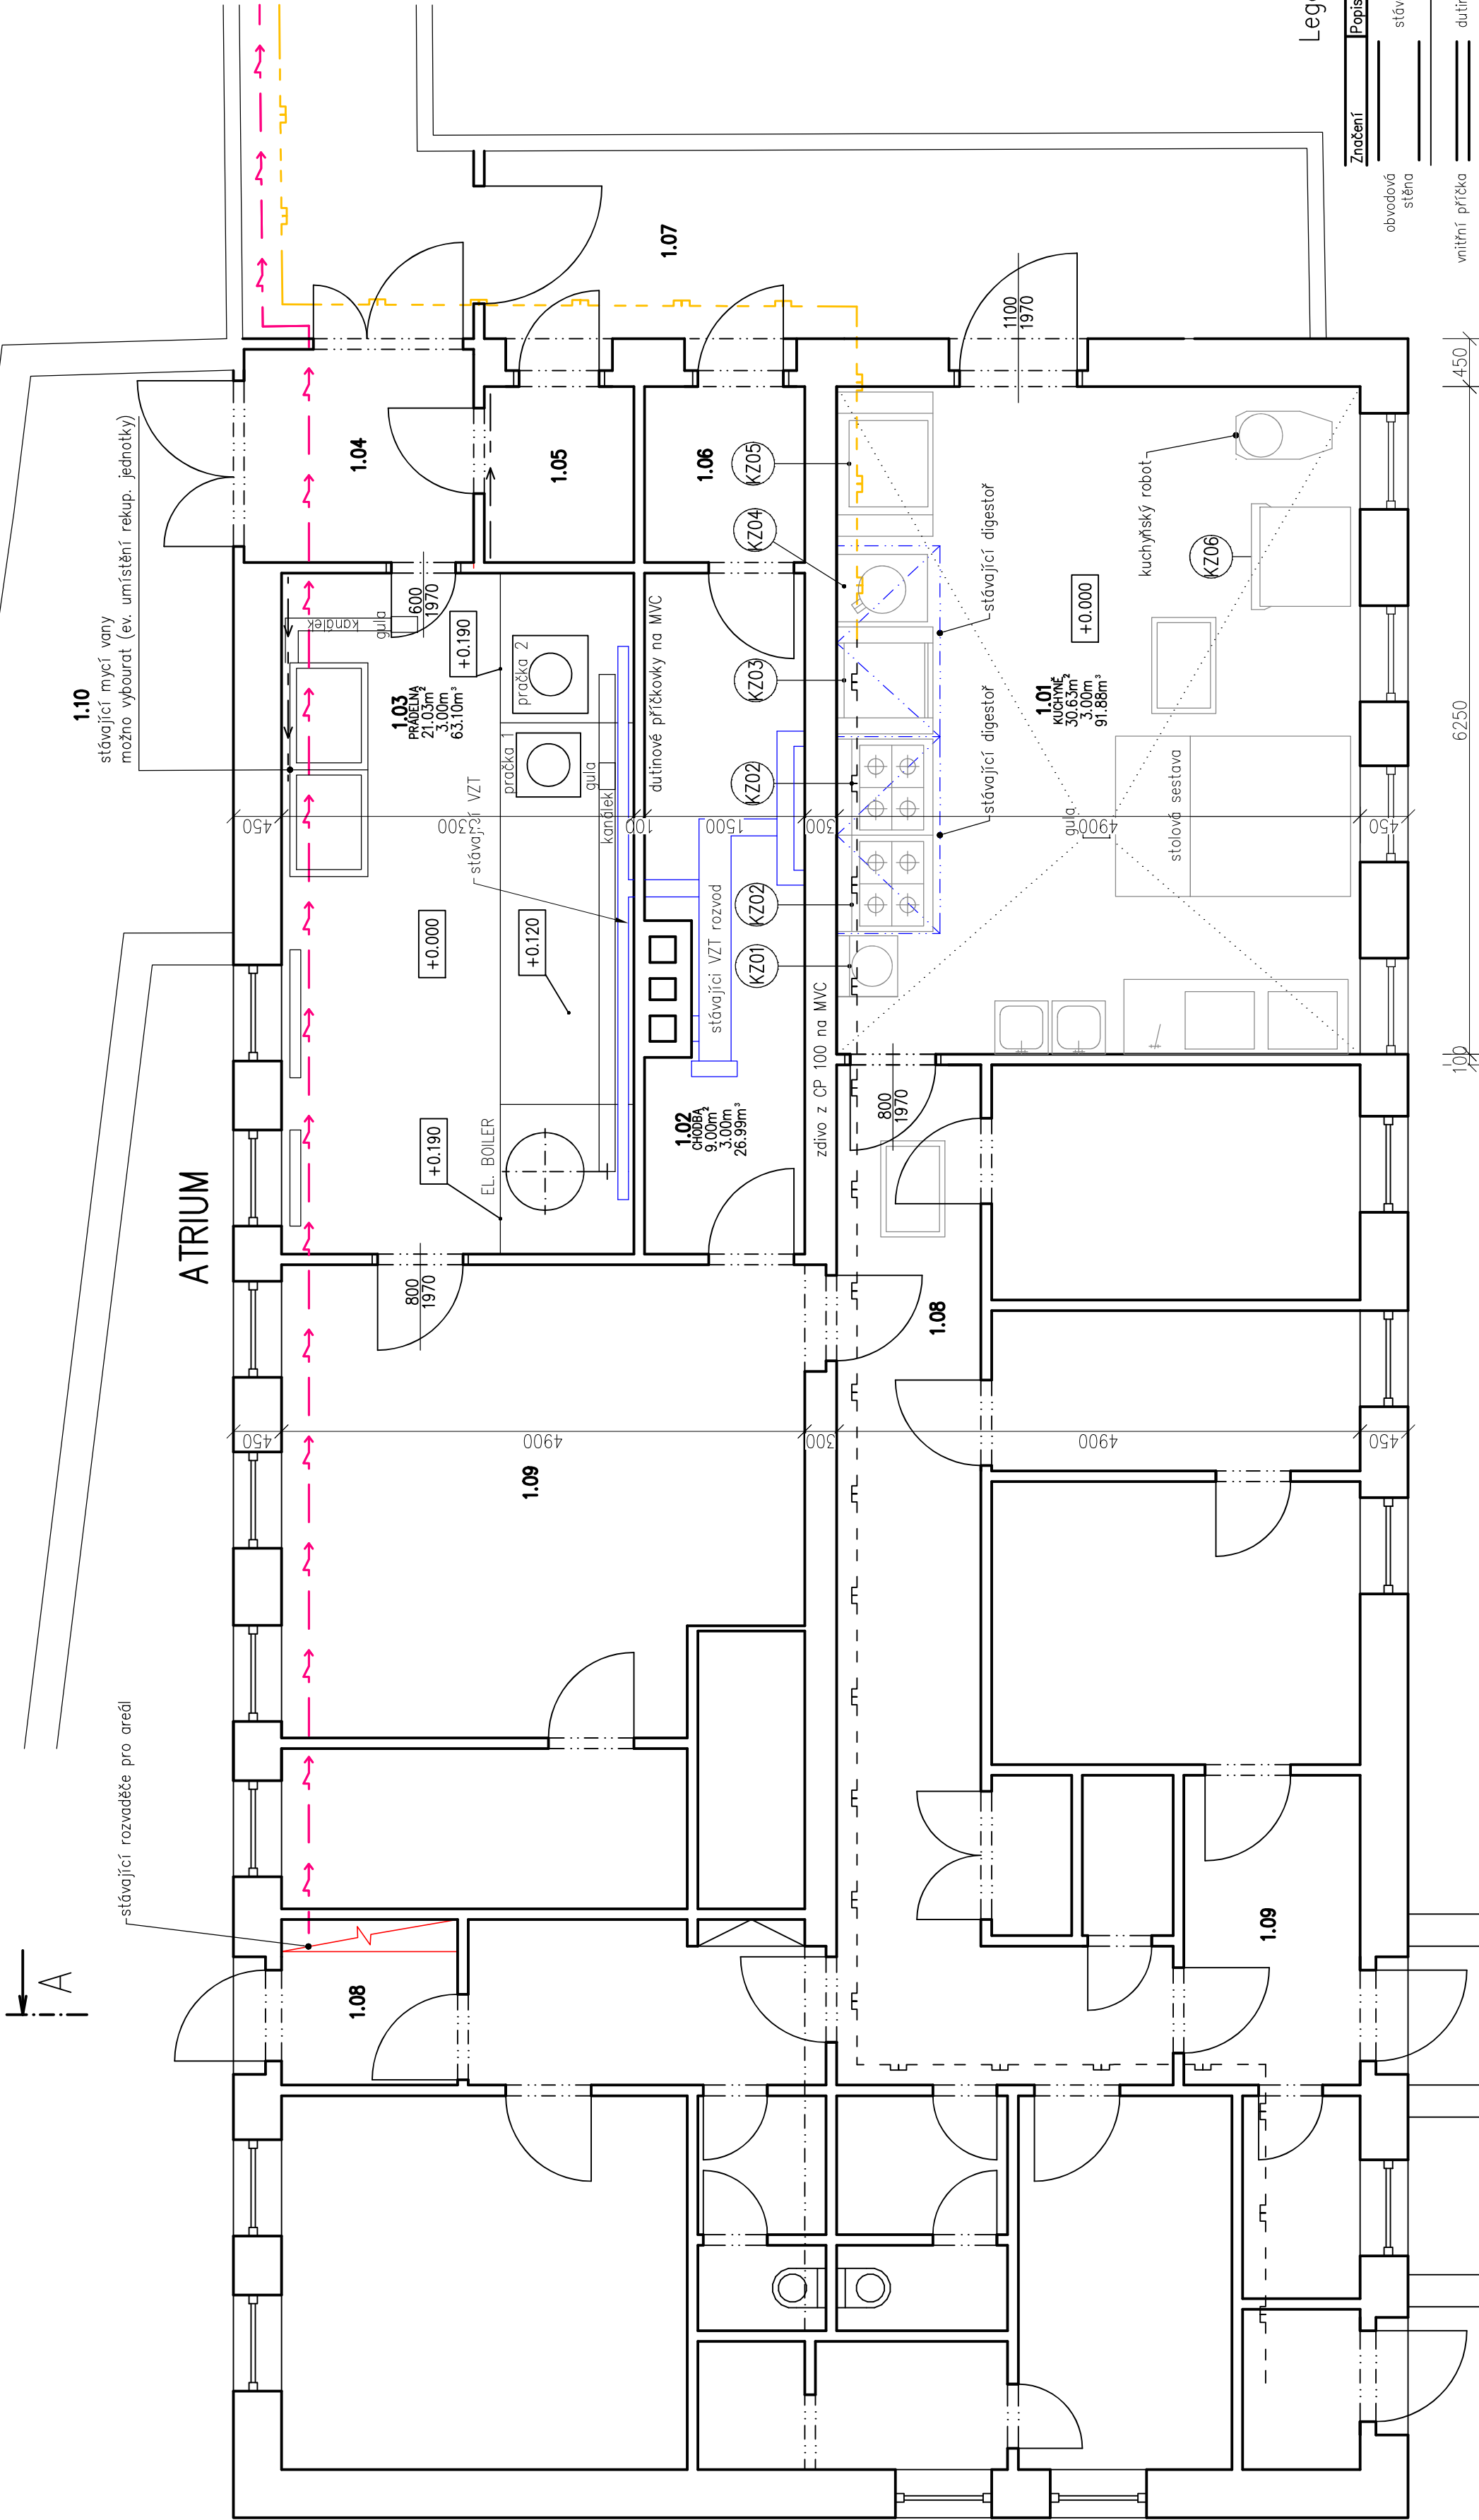 1.10
stávající mycí vany
možno vybourat (ev. umístění rekup. jednotky)
ATRIUM
stávající rozvaděče pro areál
A
1.04
1.05
1.06
1.07
1.03
PRÁDELNA
21.03m²
3.00m
63.10m³
600
1970
+0.190
kanálek
gula
pračka 2
pračka 1
gula
kanálek
stávající VZT
+0.000
+0.120
+0.190
EL. BOILER
800
1970
dutinové příčkovky na MVC
stávající VZT rozvod
1.02
CHODBA
9.00m²
3.00m
26.99m³
zdivo z CP 100 na MVC
KZ05
KZ04
KZ03
KZ02
KZ02
KZ01
1100
1970
kuchyňský robot
KZ06
stávající digestoř
stávající digestoř
+0.000
1.01
KUCHYNĚ
30.63m²
3.00m
91.88m³
gula
stolová sestava
800
1970
450
3300
100
1500
300
4900
450
450
4900
300
4900
450
450
6250
100
1.08
1.09
1.08
1.09
Lege
Značení
Popis
obvodová
stěna
stáv
vnitřní příčka
dutin